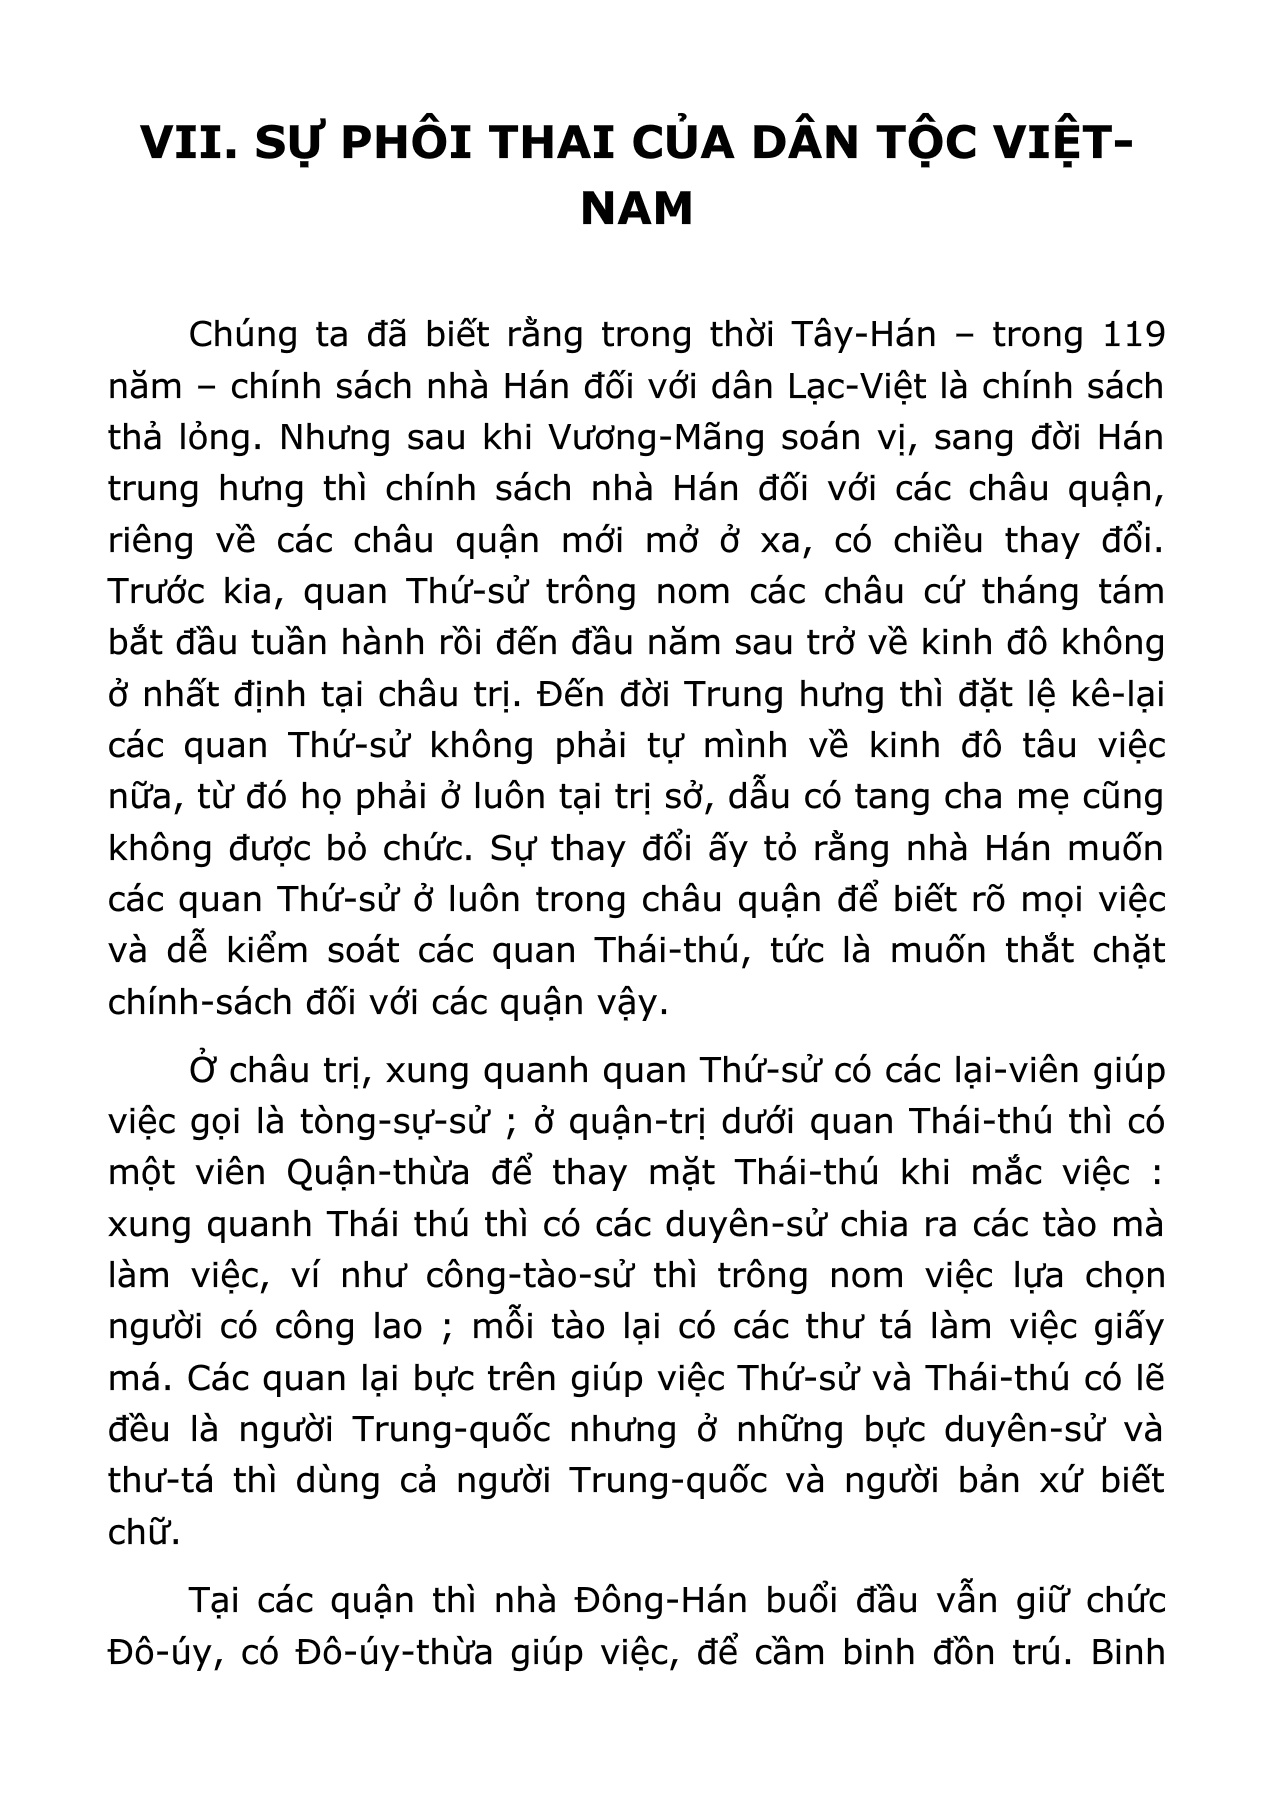 VII. SỰ PHÔI THAI CỦA DÂN TỘC VIỆT-
NAM
Chúng ta đã biết rằng trong thời Tây-Hán – trong 119
năm – chính sách nhà Hán đối với dân Lạc-Việt là chính sách
thả lỏng. Nhưng sau khi Vương-Mãng soán vị, sang đời Hán
trung hưng thì chính sách nhà Hán đối với các châu quận,
riêng về các châu quận mới mở ở xa, có chiều thay đổi.
Trước kia, quan Thứ-sử trông nom các châu cứ tháng tám
bắt đầu tuần hành rồi đến đầu năm sau trở về kinh đô không
ở nhất định tại châu trị. Đến đời Trung hưng thì đặt lệ kê-lại
các quan Thứ-sử không phải tự mình về kinh đô tâu việc
nữa, từ đó họ phải ở luôn tại trị sở, dẫu có tang cha mẹ cũng
không được bỏ chức. Sự thay đổi ấy tỏ rằng nhà Hán muốn
các quan Thứ-sử ở luôn trong châu quận để biết rõ mọi việc
và dễ kiểm soát các quan Thái-thú, tức là muốn thắt chặt
chính-sách đối với các quận vậy.
Ở châu trị, xung quanh quan Thứ-sử có các lại-viên giúp
việc gọi là tòng-sự-sử ; ở quận-trị dưới quan Thái-thú thì có
một viên Quận-thừa để thay mặt Thái-thú khi mắc việc :
xung quanh Thái thú thì có các duyên-sử chia ra các tào mà
làm việc, ví như công-tào-sử thì trông nom việc lựa chọn
người có công lao ; mỗi tào lại có các thư tá làm việc giấy
má. Các quan lại bực trên giúp việc Thứ-sử và Thái-thú có lẽ
đều là người Trung-quốc nhưng ở những bực duyên-sử và
thư-tá thì dùng cả người Trung-quốc và người bản xứ biết
chữ.
Tại các quận thì nhà Đông-Hán buổi đầu vẫn giữ chức
Đô-úy, có Đô-úy-thừa giúp việc, để cầm binh đồn trú. Binh